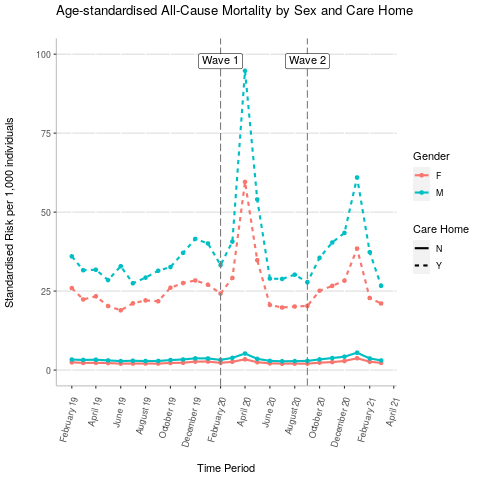 Age-standardised All-Cause Mortality by Sex and Care Home
Standardised Risk per 1,000 individuals
100
75
50
25
0
Wave 1
Wave 2
February 19
April 19
June 19
August 19
October 19
December 19
February 20
April 20
June 20
August 20
October 20
December 20
February 21
April 21
Time Period
Gender
F
M
Care Home
N
Y